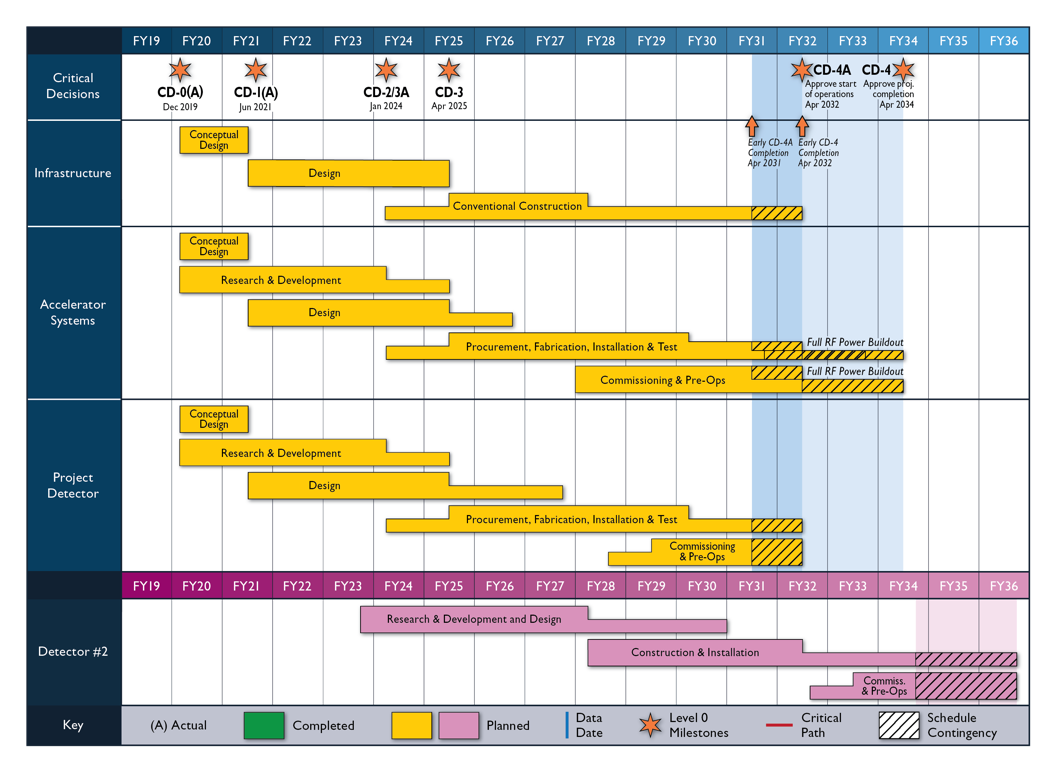 FY19 FY20 FY21 FY22 FY23 FY24 FY25 FY26 FY27 FY28 FY29 FY30 FY31 FY32 FY33 FY34 FY35 FY36
Critical
Decisions
CD-0(A)
Dec 2019
CD-1(A)
Jun 2021
CD-2/3A
Jan 2024
CD-3
Apr 2025
CD-4A
Approve start
of operations
Apr 2032
CD-4
Approve proj.
completion
Apr 2034
Early CD-4A
Completion
Apr 2031
Early CD-4
Completion
Apr 2032
Infrastructure
Conceptual
Design
Design
Conventional Construction
Accelerator
Systems
Conceptual
Design
Research & Development
Design
Procurement, Fabrication, Installation & Test
Full RF Power Buildout
Commissioning & Pre-Ops
Full RF Power Buildout
Project
Detector
Conceptual
Design
Research & Development
Design
Procurement, Fabrication, Installation & Test
Commissioning
& Pre-Ops
FY19 FY20 FY21 FY22 FY23 FY24 FY25 FY26 FY27 FY28 FY29 FY30 FY31 FY32 FY33 FY34 FY35 FY36
Detector #2
Research & Development and Design
Construction & Installation
Commiss.
& Pre-Ops
Key
(A) Actual
Completed
Planned
Data
Date
Level 0
Milestones
Critical
Path
Schedule
Contingency